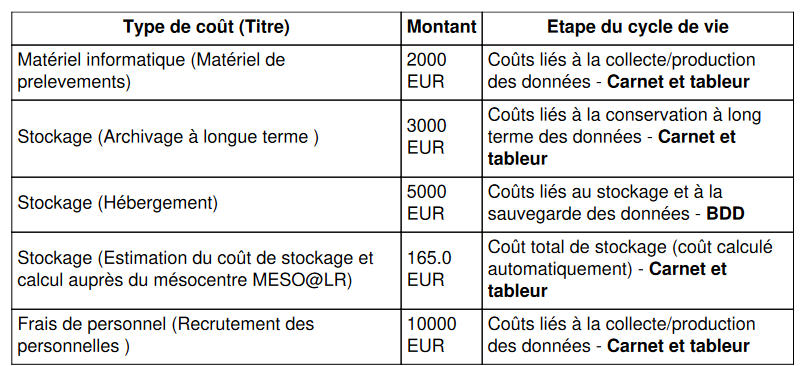 Type de coût (Titre) Montant Etape du cycle de vie
Matériel informatique (Matériel de
prelevements)
2000
EUR
Coûts liés à la collecte/production
des données - Carnet et tableur
Stockage (Archivage à longue terme )
3000
EUR
Coûts liés à la conservation à long
terme des données - Carnet et
tableur
Stockage (Hébergement)
5000
EUR
Coûts liés au stockage et à la
sauvegarde des données - BDD
Stockage (Estimation du coût de stockage et
calcul auprès du mésocentre MESO@LR)
165.0
EUR
Coût total de stockage (coût calculé
automatiquement) - Carnet et
tableur
Frais de personnel (Recrutement des
personnelles )
10000
EUR
Coûts liés à la collecte/production
des données - Carnet et tableur